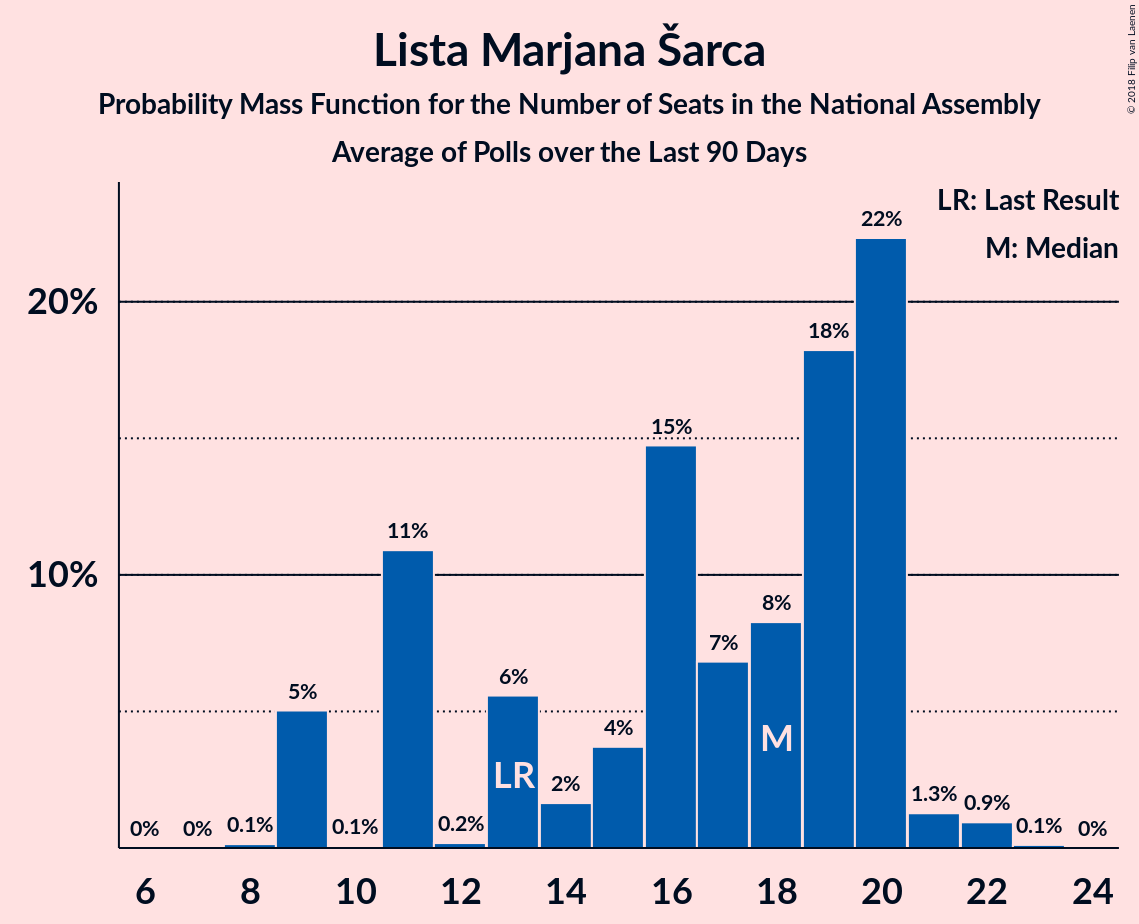 Lista Marjana Šarca
Probability Mass Function for the Number of Seats in the National Assembly
Average of Polls over the Last 90 Days
© 2018 Filip van Laenen
LR: Last Result
M: Median
20%
10%
0%
0%
0.1%
5%
0.1%
11%
0.2%
6%
2%
4%
15%
7%
8%
18%
22%
1.3%
0.9%
0.1%
0%
LR
M
6 8 10 12 14 16 18 20 22 24